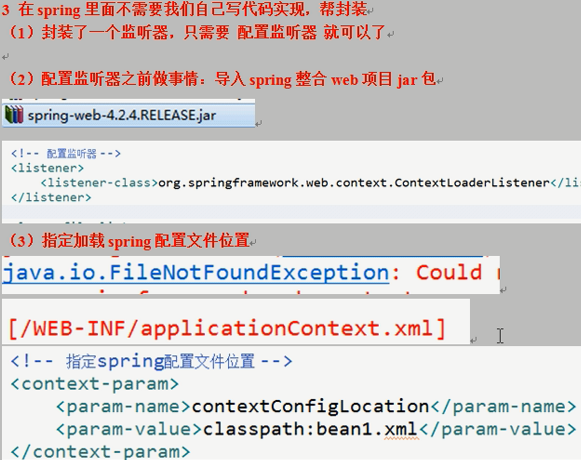 3 在 spring 里面不需要我们自己写代码实现，帮封装
（1）封装了一个监听器，只需要 配置监听器 就可以了
（2）配置监听器之前做事情：导入 spring 整合 web 项目 jar 包
spring-web-4.2.4.RELEASE.jar
<!-- 配置监听器 -->
<listener>
<listener-class>org.springframework.web.context.ContextLoaderListener</li
</listener>
（3）指定加载 spring 配置文件位置
java.io.FileNotFoundException: Could
[/WEB-INF/applicationContext.xml]
<!-- 指定spring配置文件位置 -->
<context-param>
<param-name>contextConfigLocation</param-name>
<param-value>classpath:bean1.xml</param-value>
</context-param>